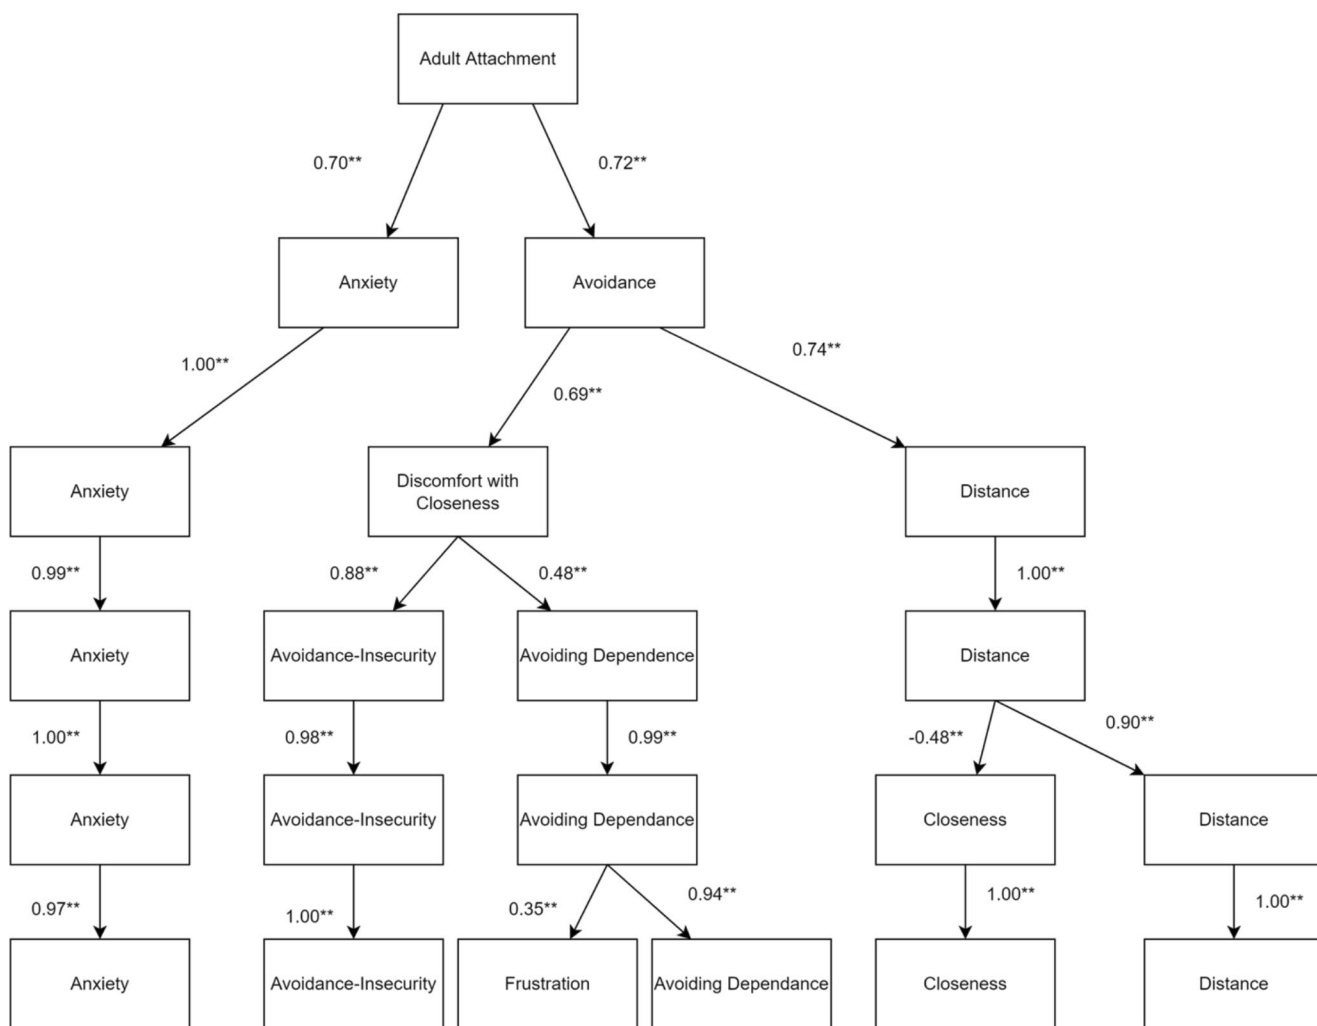 Adult Attachment
0.70**
0.72**
Anxiety
Avoidance
1.00**
0.69**
0.74**
Anxiety
Discomfort with
Closeness
Distance
0.99**
0.88**
0.48**
1.00**
Anxiety
Avoidance-Insecurity
Avoiding Dependence
Distance
1.00**
0.98**
0.99**
-0.48**
0.90**
Anxiety
Avoidance-Insecurity
Avoiding Dependance
Closeness
Distance
0.97**
1.00**
0.35**
0.94**
1.00**
1.00**
Anxiety
Avoidance-Insecurity
Frustration
Avoiding Dependance
Closeness
Distance